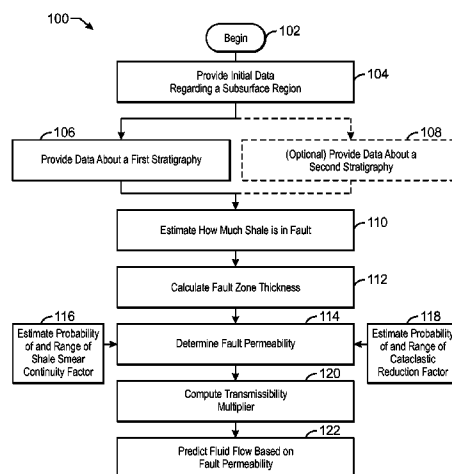 100
Begin
102
Provide Initial Data
Regarding a Subsurface Region
104
106
108
Provide Data About a First Stratigraphy
(Optional) Provide Data About a
Second Stratigraphy
110
Estimate How Much Shale is in Fault
112
Calculate Fault Zone Thickness
116
114
118
Estimate Probability
of and Range of
Shale Smear
Continuity Factor
Determine Fault Permeability
Estimate Probability
of and Range of
Cataclastic
Reduction Factor
120
Compute Transmissibility
Multiplier
122
Predict Fluid Flow Based on
Fault Permeability